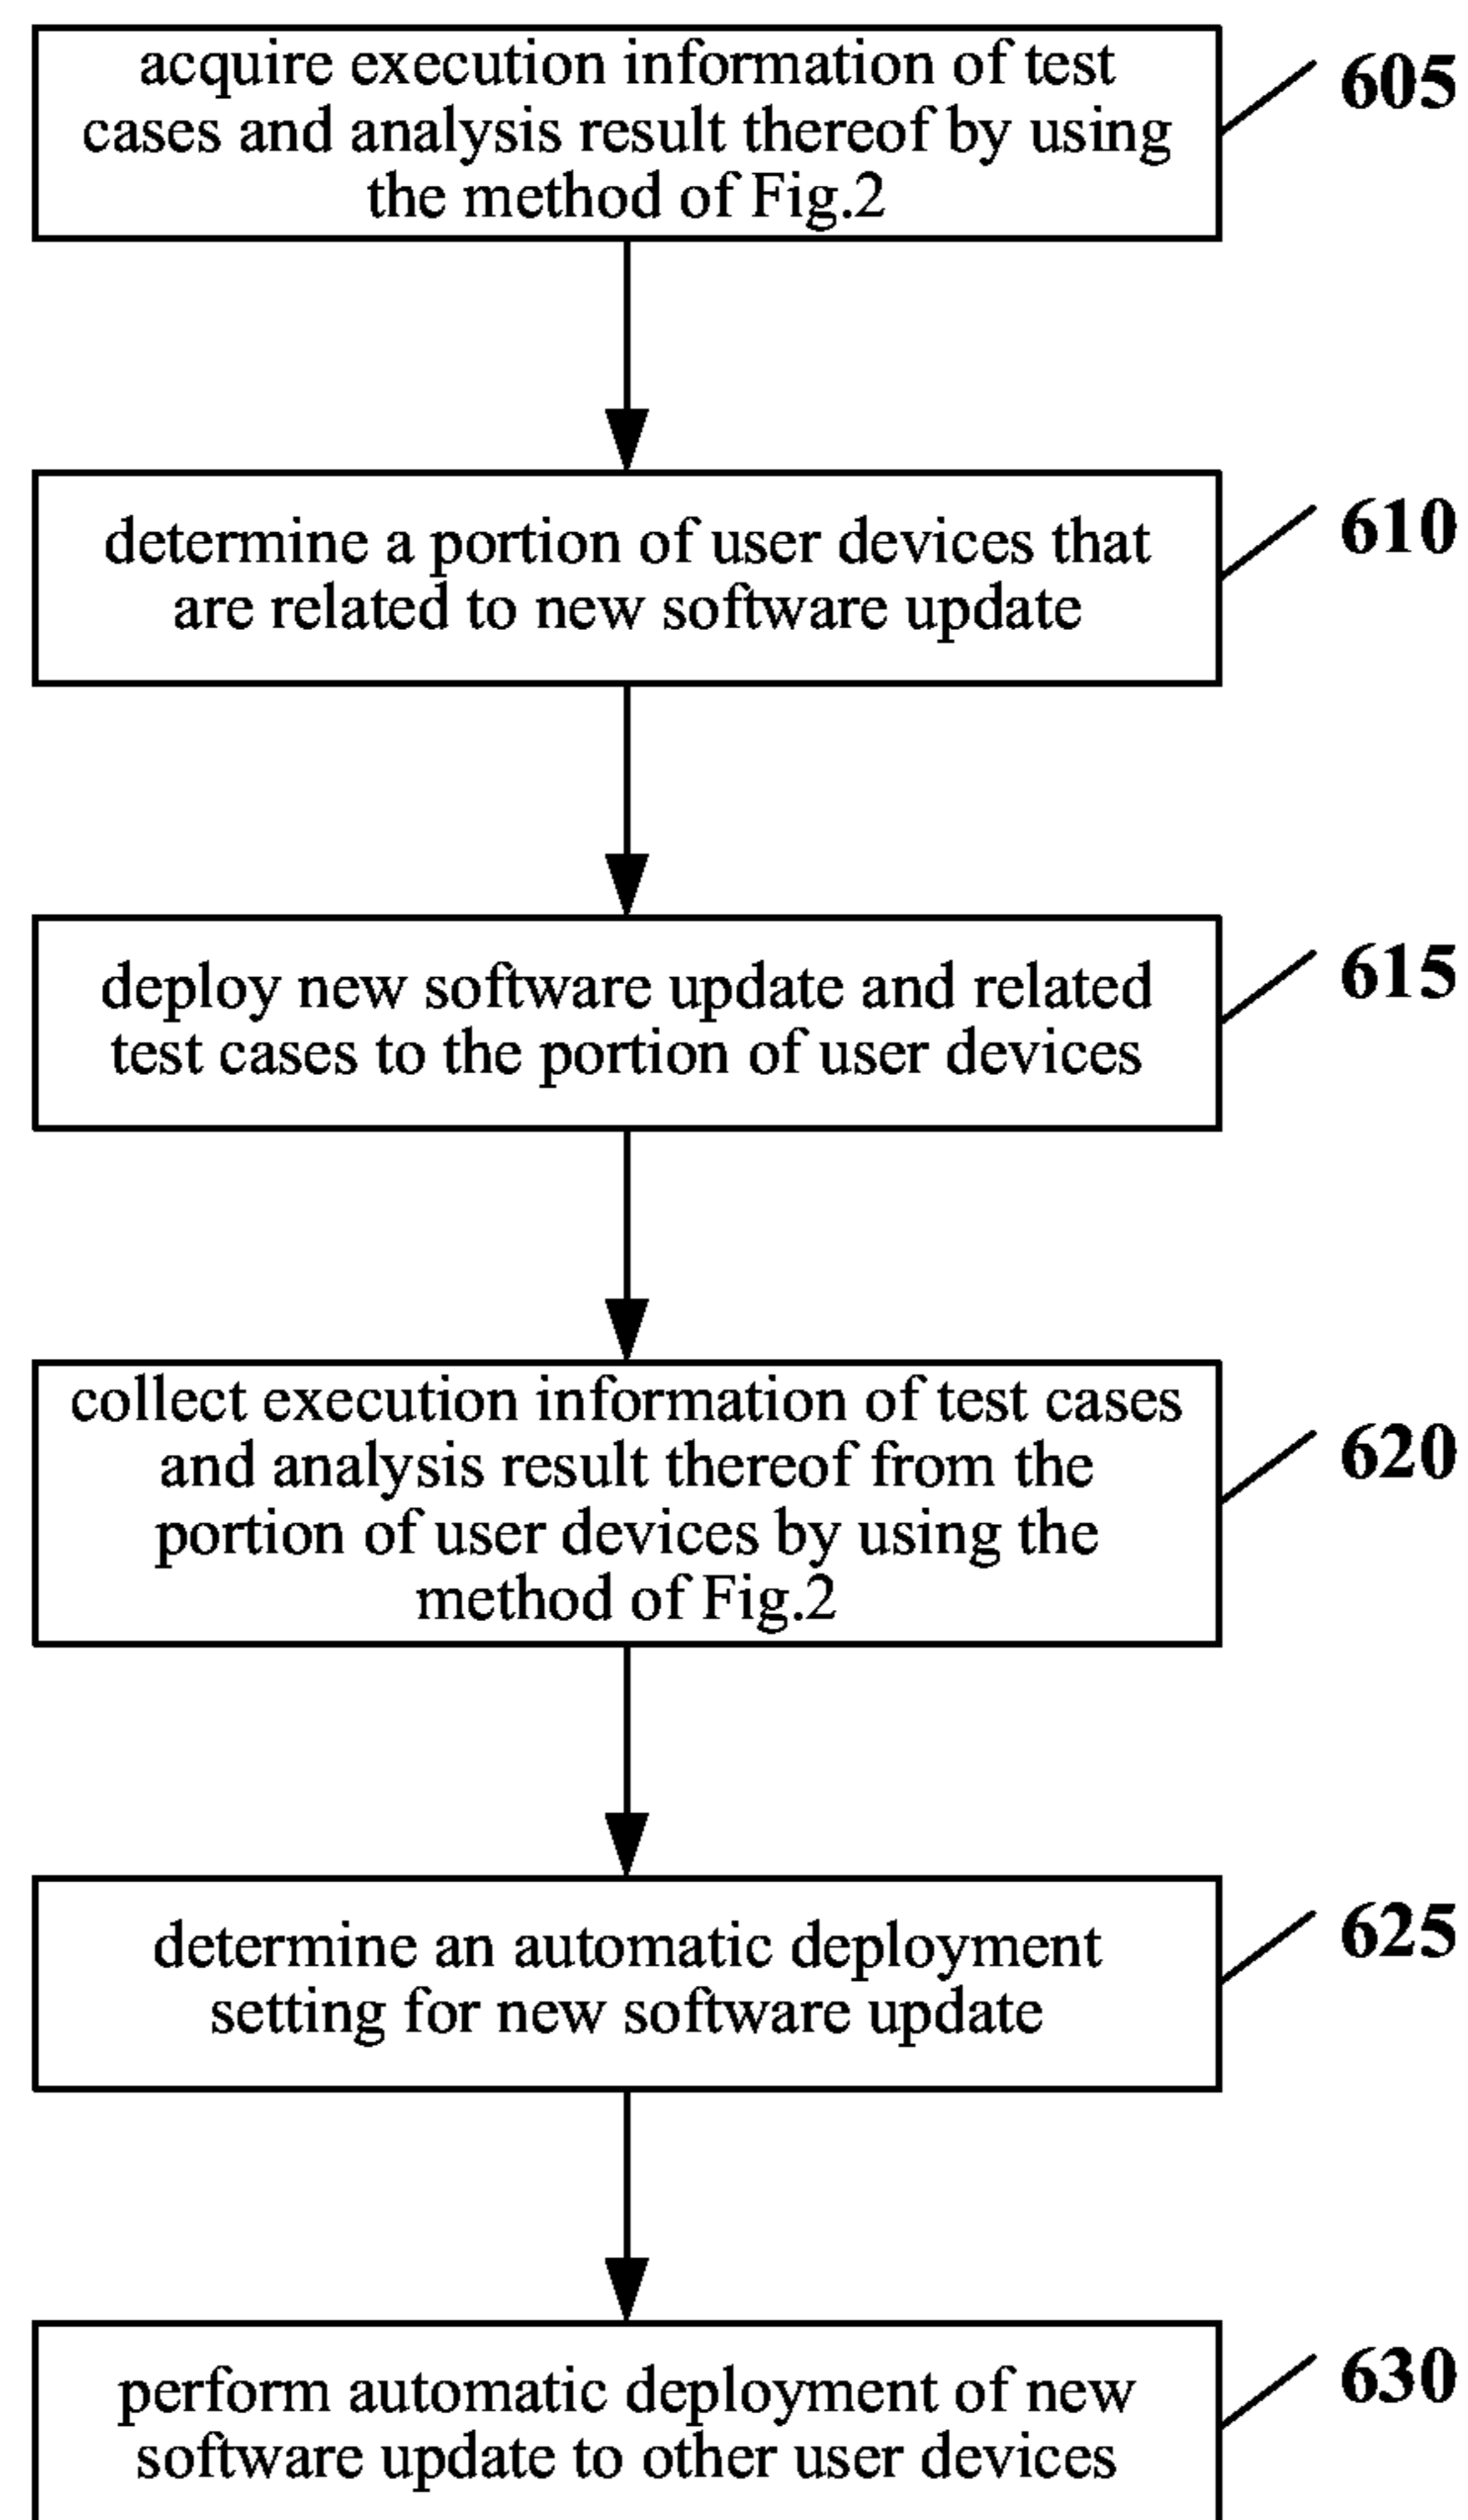 acquire execution information of test
cases and analysis result thereof by using
the method of Fig.2
605
determine a portion of user devices that
are related to new software update
610
deploy new software update and related
test cases to the portion of user devices
615
collect execution information of test cases
and analysis result thereof from the
portion of user devices by using the
method of Fig.2
620
determine an automatic deployment
setting for new software update
625
perform automatic deployment of new
software update to other user devices
630